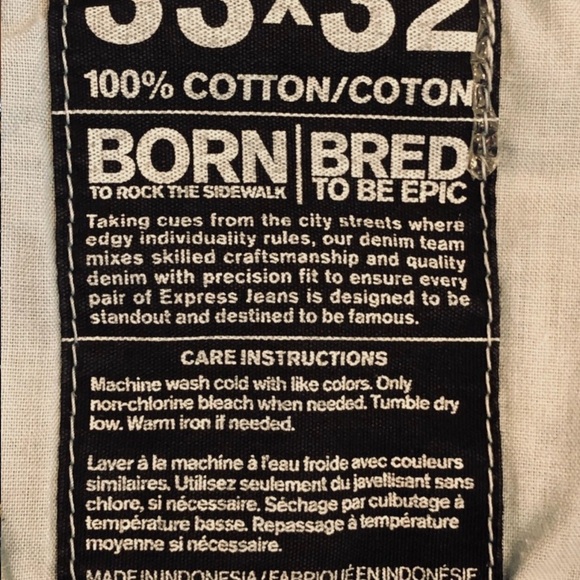 33x32
100% COTTON/COTON
BORN | BRED
TO ROCK THE SIDEWALK TO BE EPIC
Taking cues from the city streets where
edgy individuality rules, our denim team
mixes skilled craftsmanship and quality
denim with precision fit to ensure every
pair of Express Jeans is designed to be
standout and destined to be famous.
CARE INSTRUCTIONS
Machine wash cold with like colors. Only
non-chlorine bleach when needed. Tumble dry
low. Warm iron if needed.
Laver à la machine à l'eau froide avec couleurs
similaires. Utilisez seulement du javellisant sans
chlore, si nécessaire. Séchage par culbutage à
température basse. Repassage à température
moyenne si nécessaire.
MADE IN INDONESIA / FABRIQUÉ EN INDONÉSIE